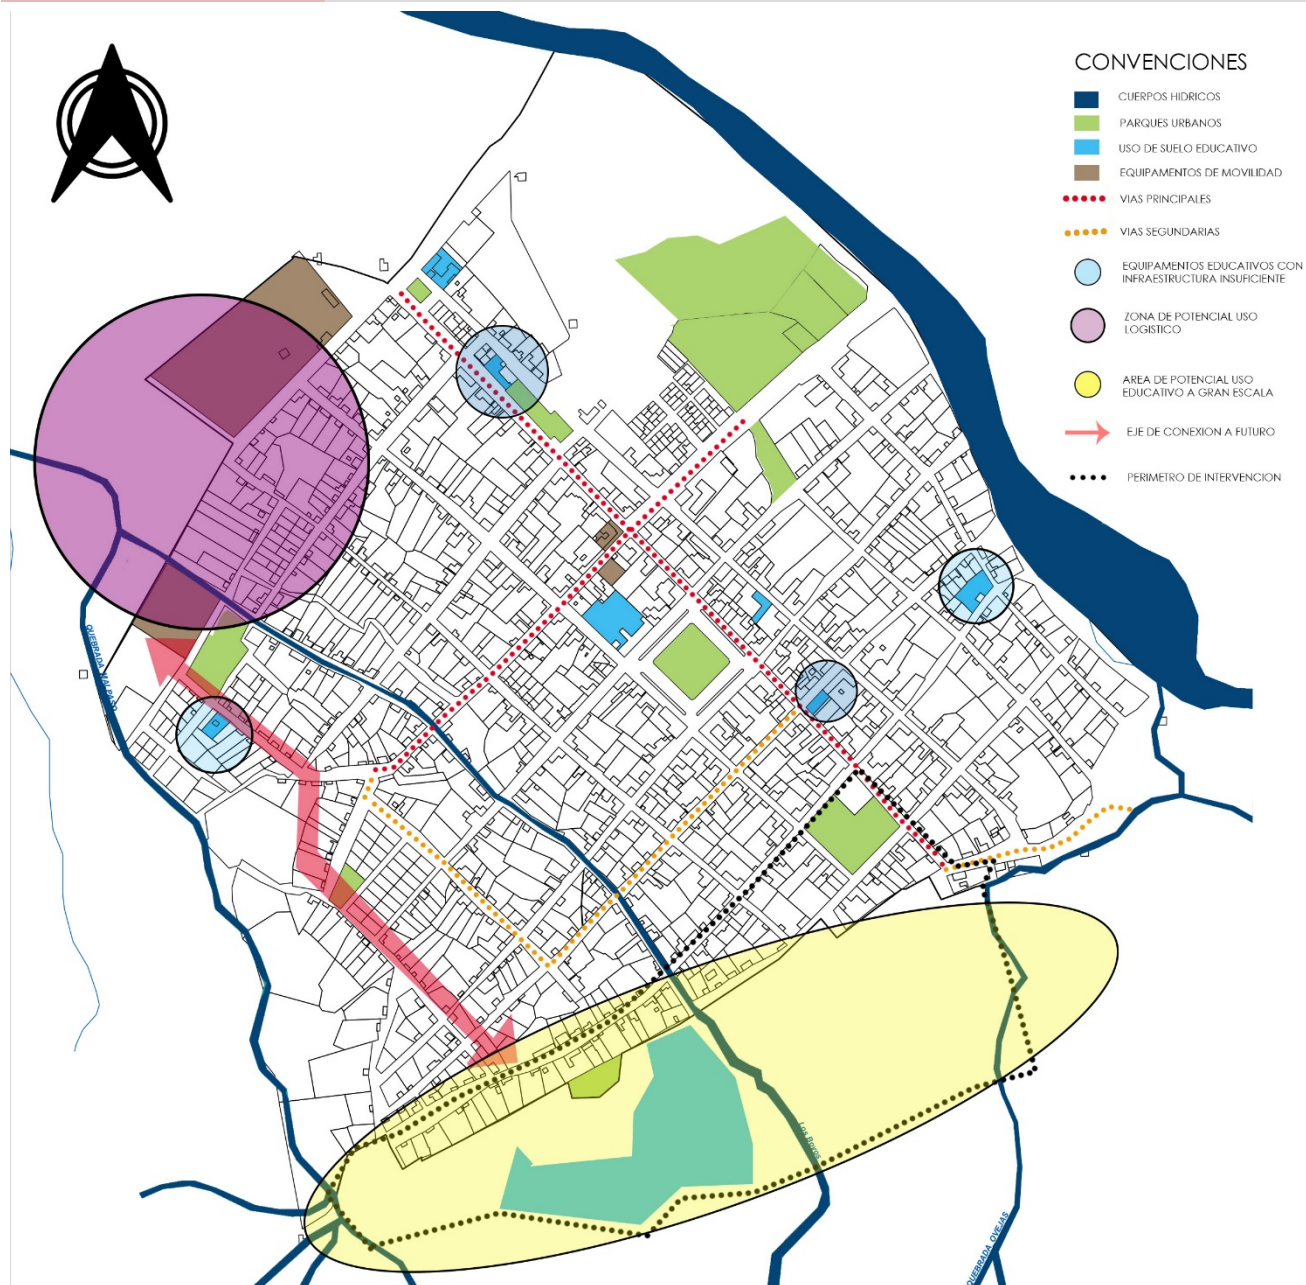 CONVENCIONES
CUERPOS HIDRICOS
PARQUES URBANOS
USO DE SUELO EDUCATIVO
EQUIPAMENTOS DE MOVILIDAD
VIAS PRINCIPALES
VIAS SEGUNDARIAS
EQUIPAMENTOS EDUCATIVOS CON
INFRAESTRUCTURA INSUFICIENTE
ZONA DE POTENCIAL USO
LOGISTICO
AREA DE POTENCIAL USO
EDUCATIVO A GRAN ESCALA
EJE DE CONEXION A FUTURO
PERIMETRO DE INTERVENCION
QUEBRADA MALPASO
QUEBRADA OVEJAS